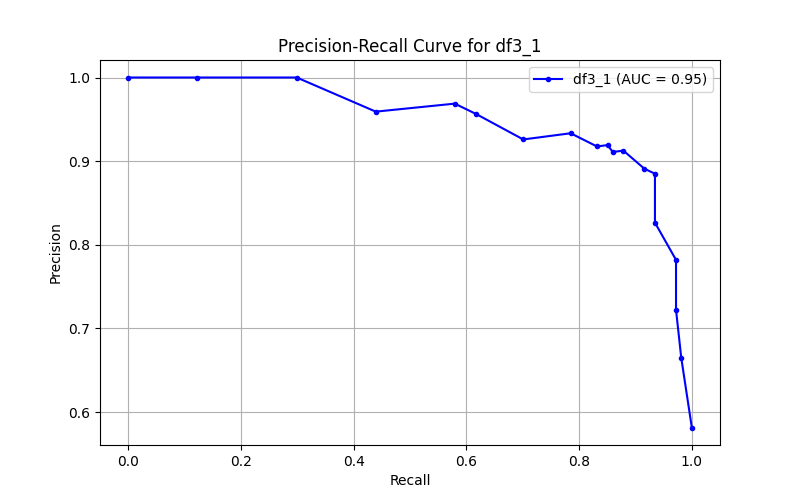 Precision-Recall Curve for df3_1
df3_1 (AUC = 0.95)
1.0
0.9
0.8
0.7
0.6
Precision
0.0 0.2 0.4 0.6 0.8 1.0
Recall